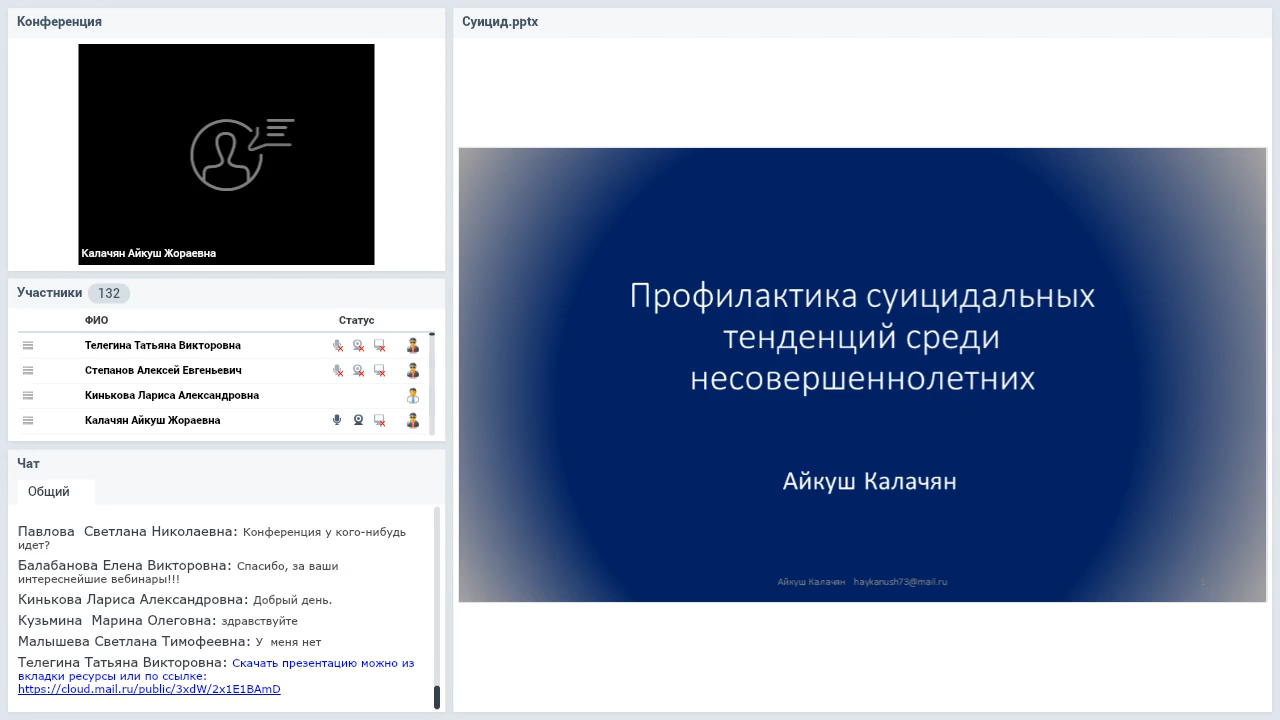 Конференция
Калачян Айкуш Жораевна
Участники 132
ФИО Статус
Телегина Татьяна Викторовна
Степанов Алексей Евгеньевич
Кинькова Лариса Александровна
Калачян Айкуш Жораевна
Чат
Общий
Павлова Светлана Николаевна: Конференция у кого-нибудь
идет?
Балабанова Елена Викторовна: Спасибо, за ваши
интереснейшие вебинары!!!
Кинькова Лариса Александровна: Добрый день.
Кузьмина Марина Олеговна: здравствуйте
Малышева Светлана Тимофеевна: У меня нет
Телегина Татьяна Викторовна: Скачать презентацию можно из
вкладки ресурсы или по ссылке:
https://cloud.mail.ru/public/3xdW/2x1E1BAmD
Суицид.pptx
Профилактика суицидальных
тенденций среди
несовершеннолетних
Айкуш Калачян
Айкуш Калачян haykanush73@mail.ru
1